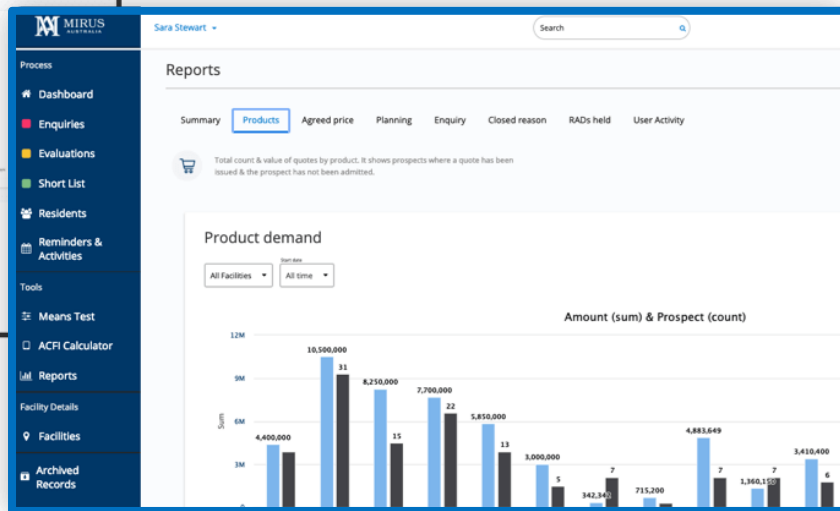 MIRUS
AUSTRALIA
Sara Stewart
Search
Process
Dashboard
Enquiries
Evaluations
Short List
Residents
Reminders &
Activities
Tools
Means Test
ACFI Calculator
Reports
Facility Details
Facilities
Archived
Records
Reports
Summary Products Agreed price Planning Enquiry Closed reason RADs held User Activity
Total count & value of quotes by product. It shows prospects where a quote has been
issued & the prospect has not been admitted.
Product demand
Start date
All Facilities All time
Amount (sum) & Prospect (count)
Sum
12M
9M
6M
3M
4,400,000
10,500,000
31
8,250,000
15
7,700,000
22
5,850,000
13
3,000,000
5
342,342
7
715,200
4,883,649
7
1,360,150
7
3,410,400
6